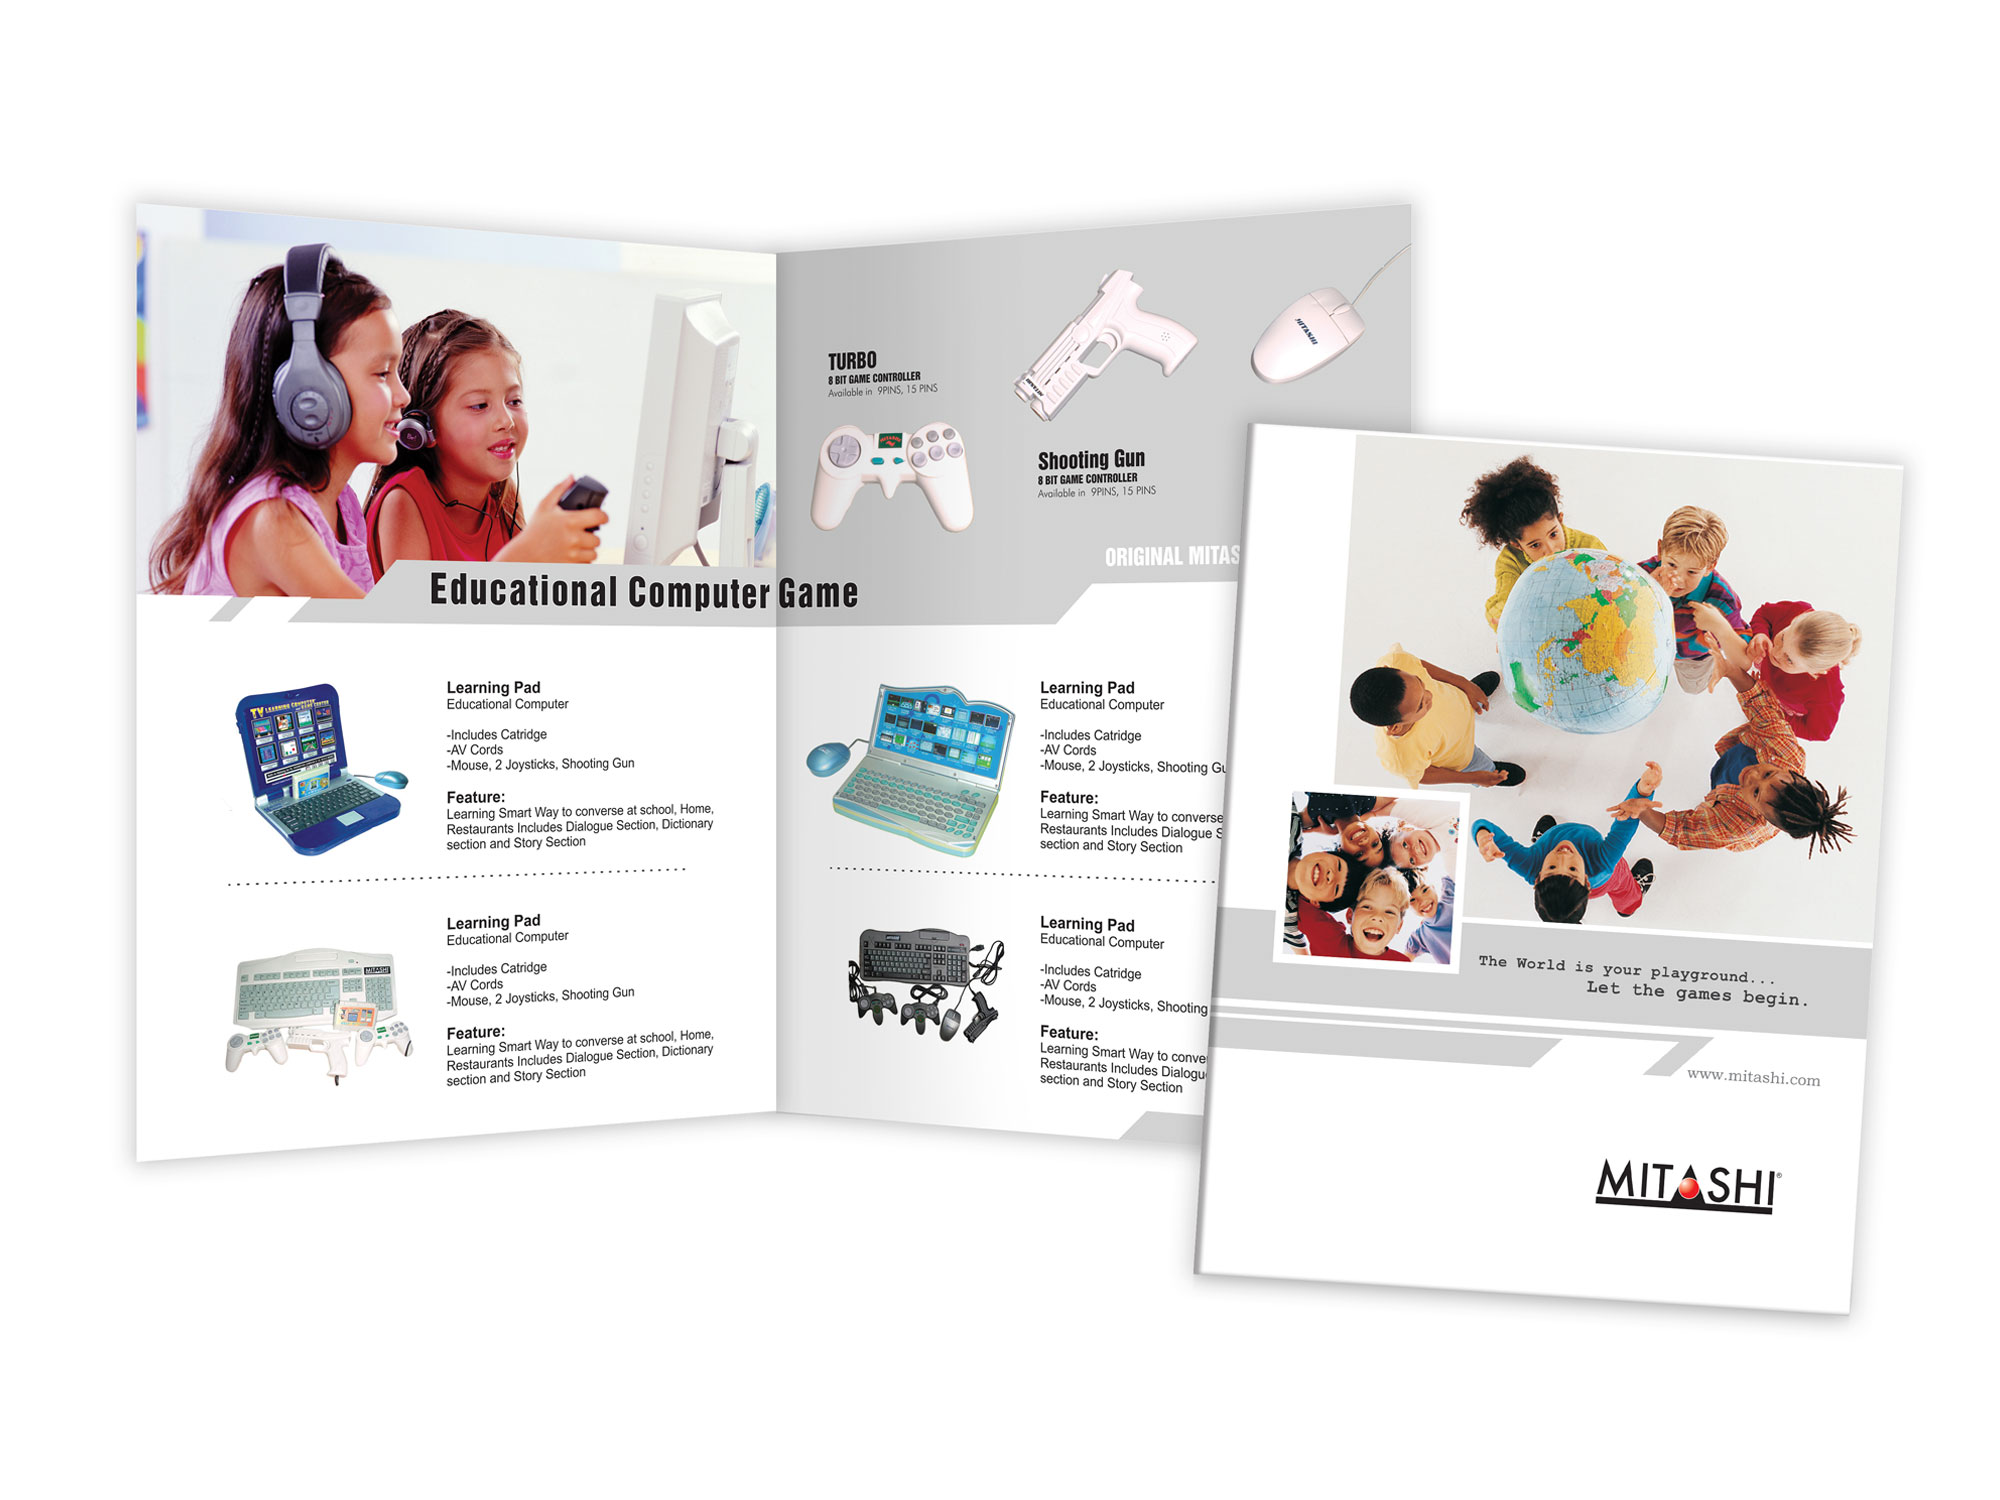 TURBO
8 BIT GAME CONTROLLER
Available in 9PINS, 15 PINS
MITASHI
MITASHI
Shooting Gun
8 BIT GAME CONTROLLER
Available in 9PINS, 15 PINS
ORIGINAL MITAS
Educational Computer Game
TV LEARNING COMPUTER
Learning Pad
Educational Computer
-Includes Catridge
-AV Cords
-Mouse, 2 Joysticks, Shooting Gun
Feature:
Learning Smart Way to converse at school, Home,
Restaurants Includes Dialogue Section, Dictionary
section and Story Section
MITASHI
Learning Pad
Educational Computer
-Includes Catridge
-AV Cords
-Mouse, 2 Joysticks, Shooting Gun
Feature:
Learning Smart Way to converse at school, Home,
Restaurants Includes Dialogue Section, Dictionary
section and Story Section
Learning Pad
Educational Computer
-Includes Catridge
-AV Cords
-Mouse, 2 Joysticks, Shooting Gu
Feature:
Learning Smart Way to converse
Restaurants Includes Dialogue S
section and Story Section
Learning Pad
Educational Computer
-Includes Catridge
-AV Cords
-Mouse, 2 Joysticks, Shooting
Feature:
Learning Smart Way to conve
Restaurants Includes Dialogu
section and Story Section
The World is your playground...
Let the games begin.
www.mitashi.com
MITASHI®